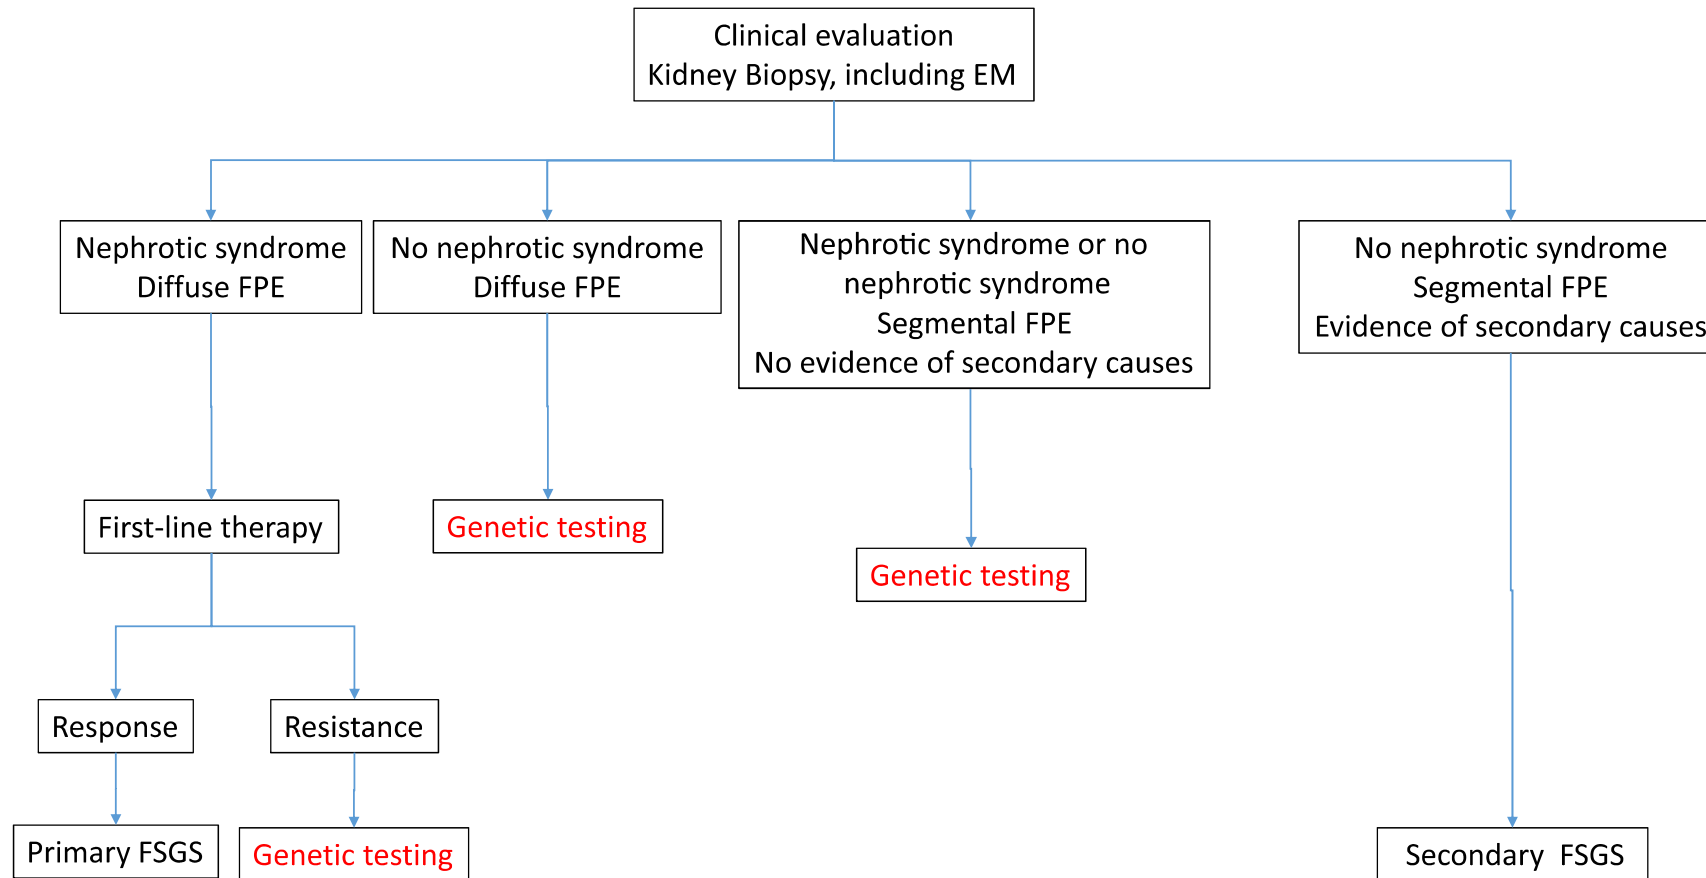 Clinical evaluation
Kidney Biopsy, including EM
Nephrotic syndrome
Diffuse FPE
No nephrotic syndrome
Diffuse FPE
Nephrotic syndrome or no
nephrotic syndrome
Segmental FPE
No evidence of secondary causes
No nephrotic syndrome
Segmental FPE
Evidence of secondary causes
First-line therapy
Genetic testing
Genetic testing
Response
Resistance
Primary FSGS
Genetic testing
Secondary FSGS